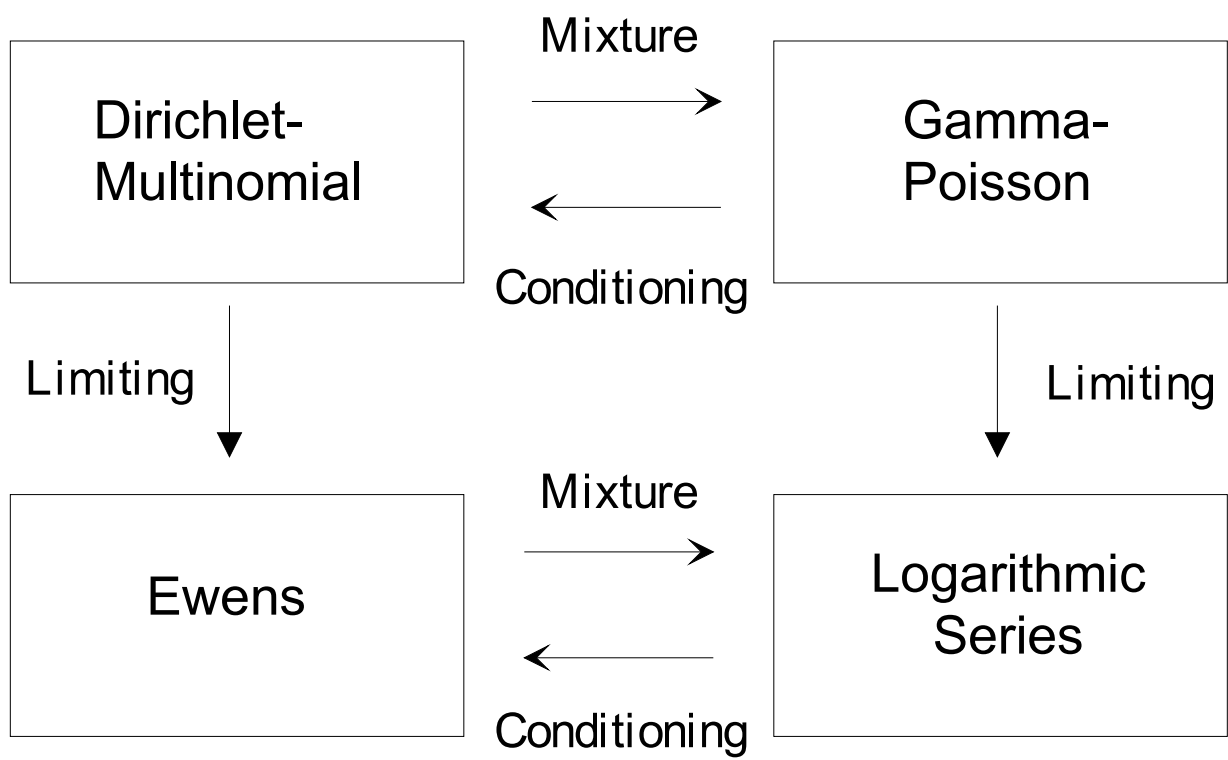 Mixture
Dirichlet-
Multinomial
Gamma-
Poisson
Conditioning
Limiting
Limiting
Mixture
Ewens
Logarithmic
Series
Conditioning